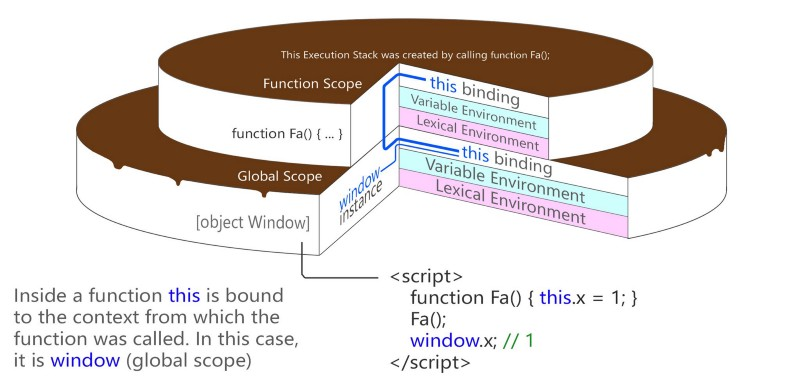 This Execution Stack was created by calling function Fa();
Function Scope
this binding
Variable Environment
Lexical Environment
function Fa() { ... }
Global Scope
this binding
Variable Environment
Lexical Environment
window
instance
[object Window]
Inside a function this is bound
to the context from which the
function was called. In this case,
it is window (global scope)
<script>
function Fa() { this.x = 1; }
Fa();
window.x; // 1
</script>